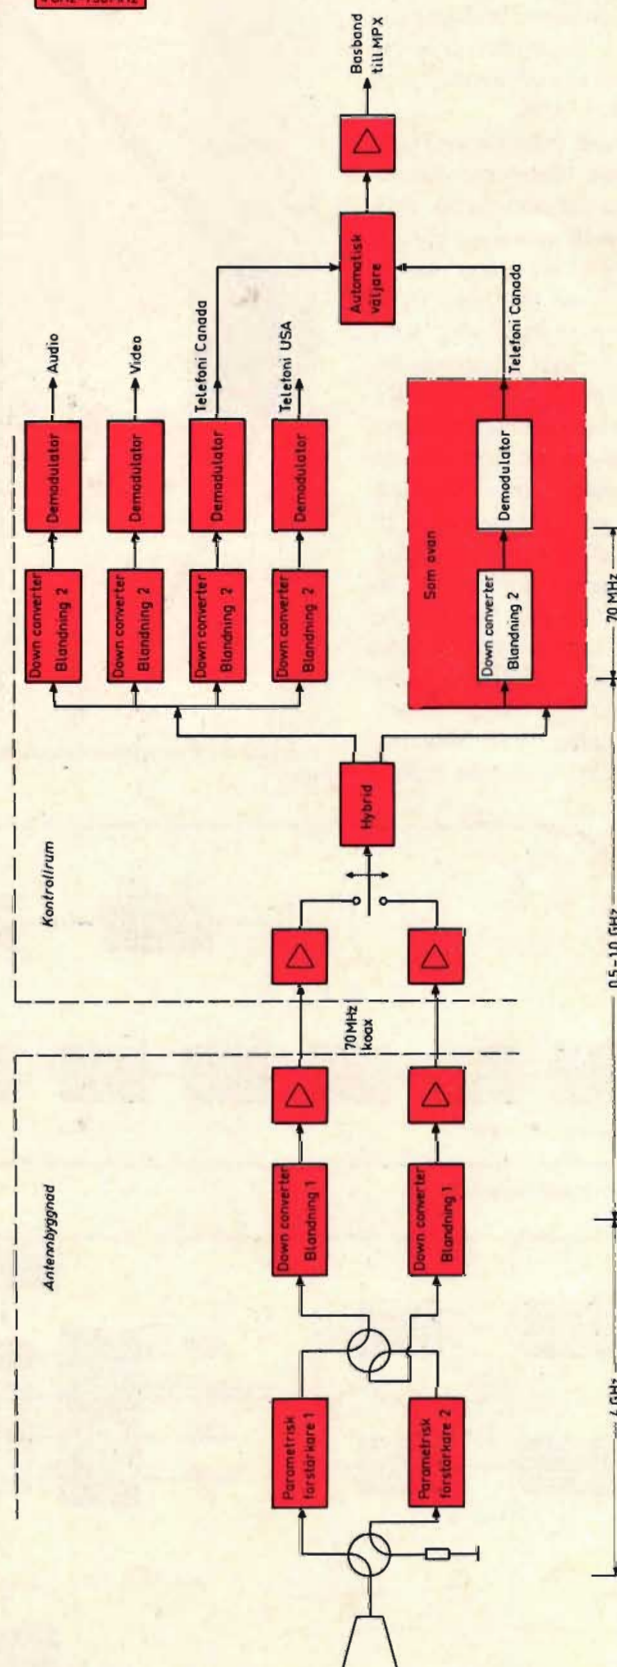 Antennbyggnad
Kontrollrum
Parametrisk
förstärkare 1
Parametrisk
förstärkare 2
Down converter
Blandning 1
Down converter
Blandning 1
70 MHz
koax
Hybrid
Down converter
Blandning 2
Demodulator
Audio
Down converter
Blandning 2
Demodulator
Video
Down converter
Blandning 2
Demodulator
Telefoni Canada
Down converter
Blandning 2
Demodulator
Telefoni USA
Som ovan
Down converter
Blandning 2
Demodulator
Telefoni Canada
Automatisk
väljare
Basband
till MPX
4 GHz
0.5-1.0 GHz
70 MHz